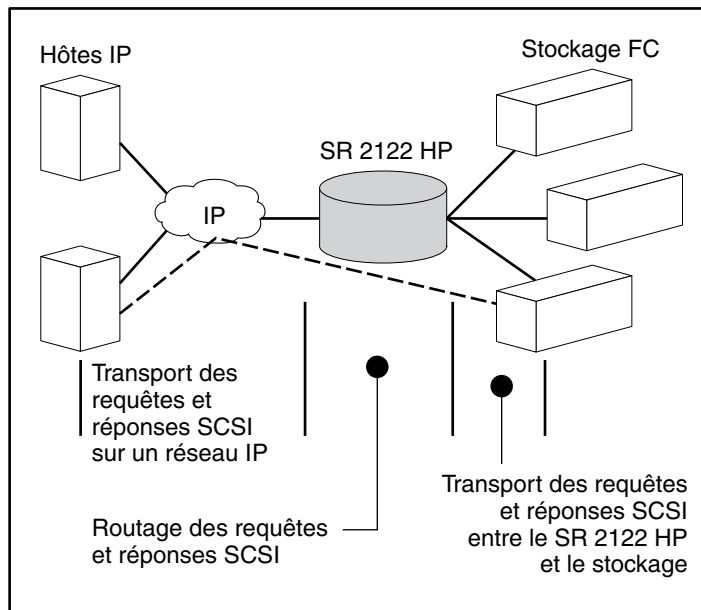 Hôtes IP
Stockage FC
SR 2122 HP
IP
Transport des
requêtes et
réponses SCSI
sur un réseau IP
Routage des requêtes
et réponses SCSI
Transport des requêtes
et réponses SCSI
entre le SR 2122 HP
et le stockage